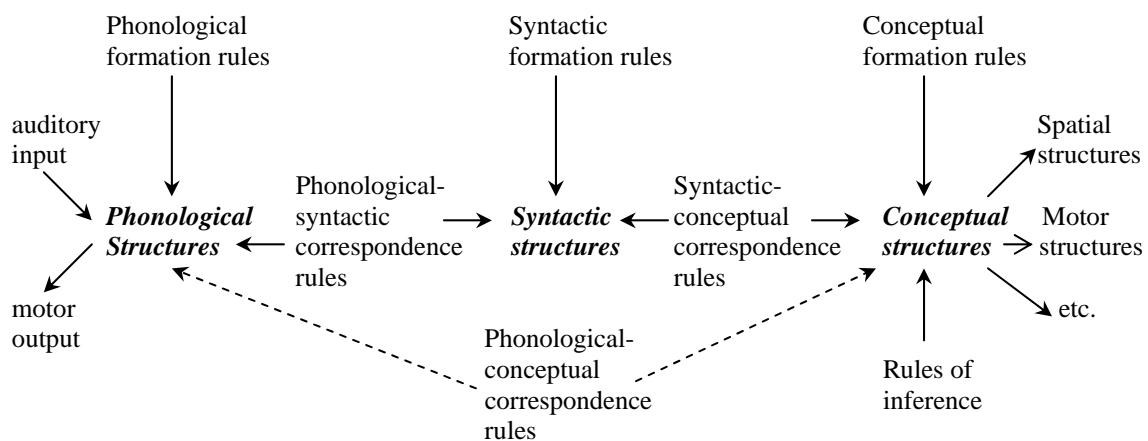 Phonological
formation rules
Syntactic
formation rules
Conceptual
formation rules
auditory
input
Spatial
structures
Phonological
Structures
Phonological-
syntactic
correspondence
rules
Syntactic
structures
Syntactic-
conceptual
correspondence
rules
Conceptual
structures
Motor
structures
motor
output
etc.
Phonological-
conceptual
correspondence
rules
Rules of
inference